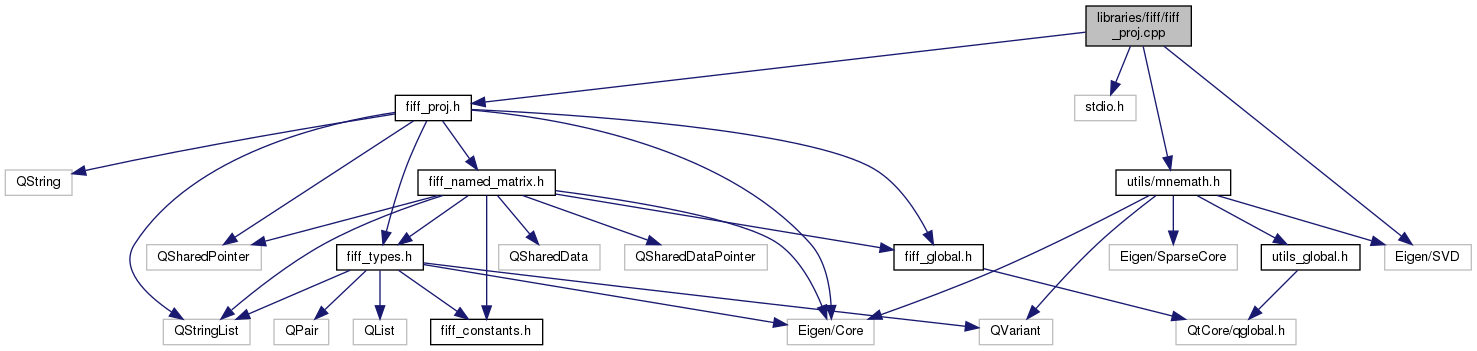 libraries/fiff/fiff
_proj.cpp
fiff_proj.h
stdio.h
QString
fiff_named_matrix.h
utils/mnemath.h
QSharedPointer
fiff_types.h
QSharedData
QSharedDataPointer
fiff_global.h
Eigen/SparseCore
utils_global.h
Eigen/SVD
QStringList
QPair
QList
fiff_constants.h
Eigen/Core
QVariant
QtCore/qglobal.h